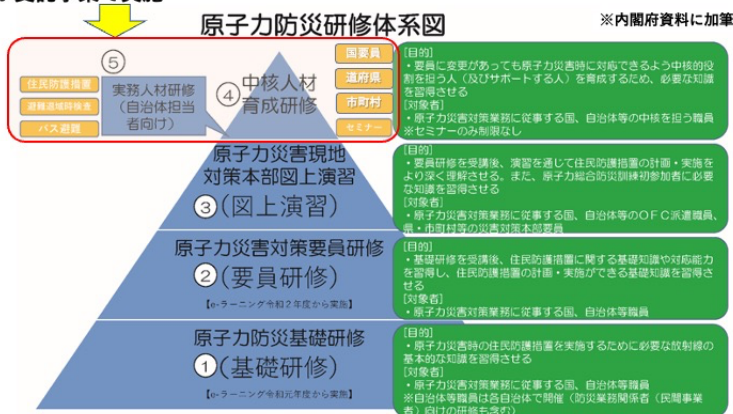 原子力防災研修体系図
※内閣府資料に加筆
⑤
住民防護措置
避難退域時検査
バス避難
実務人材研修
（自治体担当
者向け）
④
中核人材
育成研修
国要員
道府県
市町村
セミナー
[目的]
・要員に変更があっても原子力災害時に対応できるよう中核的役
割を担う人（及びサポートする人）を育成するため、必要な知識
を習得させる
[対象者]
・原子力災害対策業務に従事する国、自治体等の中核を担う職員
※セミナーのみ制限なし
原子力災害現地
対策本部図上演習
③(図上演習)
[目的]
・要員研修を受講後、演習を通じて住民防護措置の計画・実施を
より深く理解させる。また、原子力総合防災訓練初参加者に必要
な知識を習得させる
[対象者]
・原子力災害対策業務に従事する国、自治体等のOFC派遣職員、
県・市町村等の災害対策本部要員
原子力災害対策要員研修
②(要員研修)
【e-ラーニング令和２年度から実施】
[目的]
・基礎研修を受講後、住民防護措置に関する基礎知識や対応能力
を習得し、住民防護措置の計画・実施ができる基礎知識を習得さ
せる
[対象者]
・原子力災害対策業務に従事する国、自治体等職員
原子力防災基礎研修
①(基礎研修)
【e-ラーニング令和元年度から実施】
[目的]
・原子力災害時の住民防護措置を実施するために必要な放射線の
基本的な知識を習得させる
[対象者]
・原子力災害対策業務に従事する国、自治体等職員
※自治体等職員は各自治体で開催（防災業務関係者（民間事業
者）向けの研修も含む）